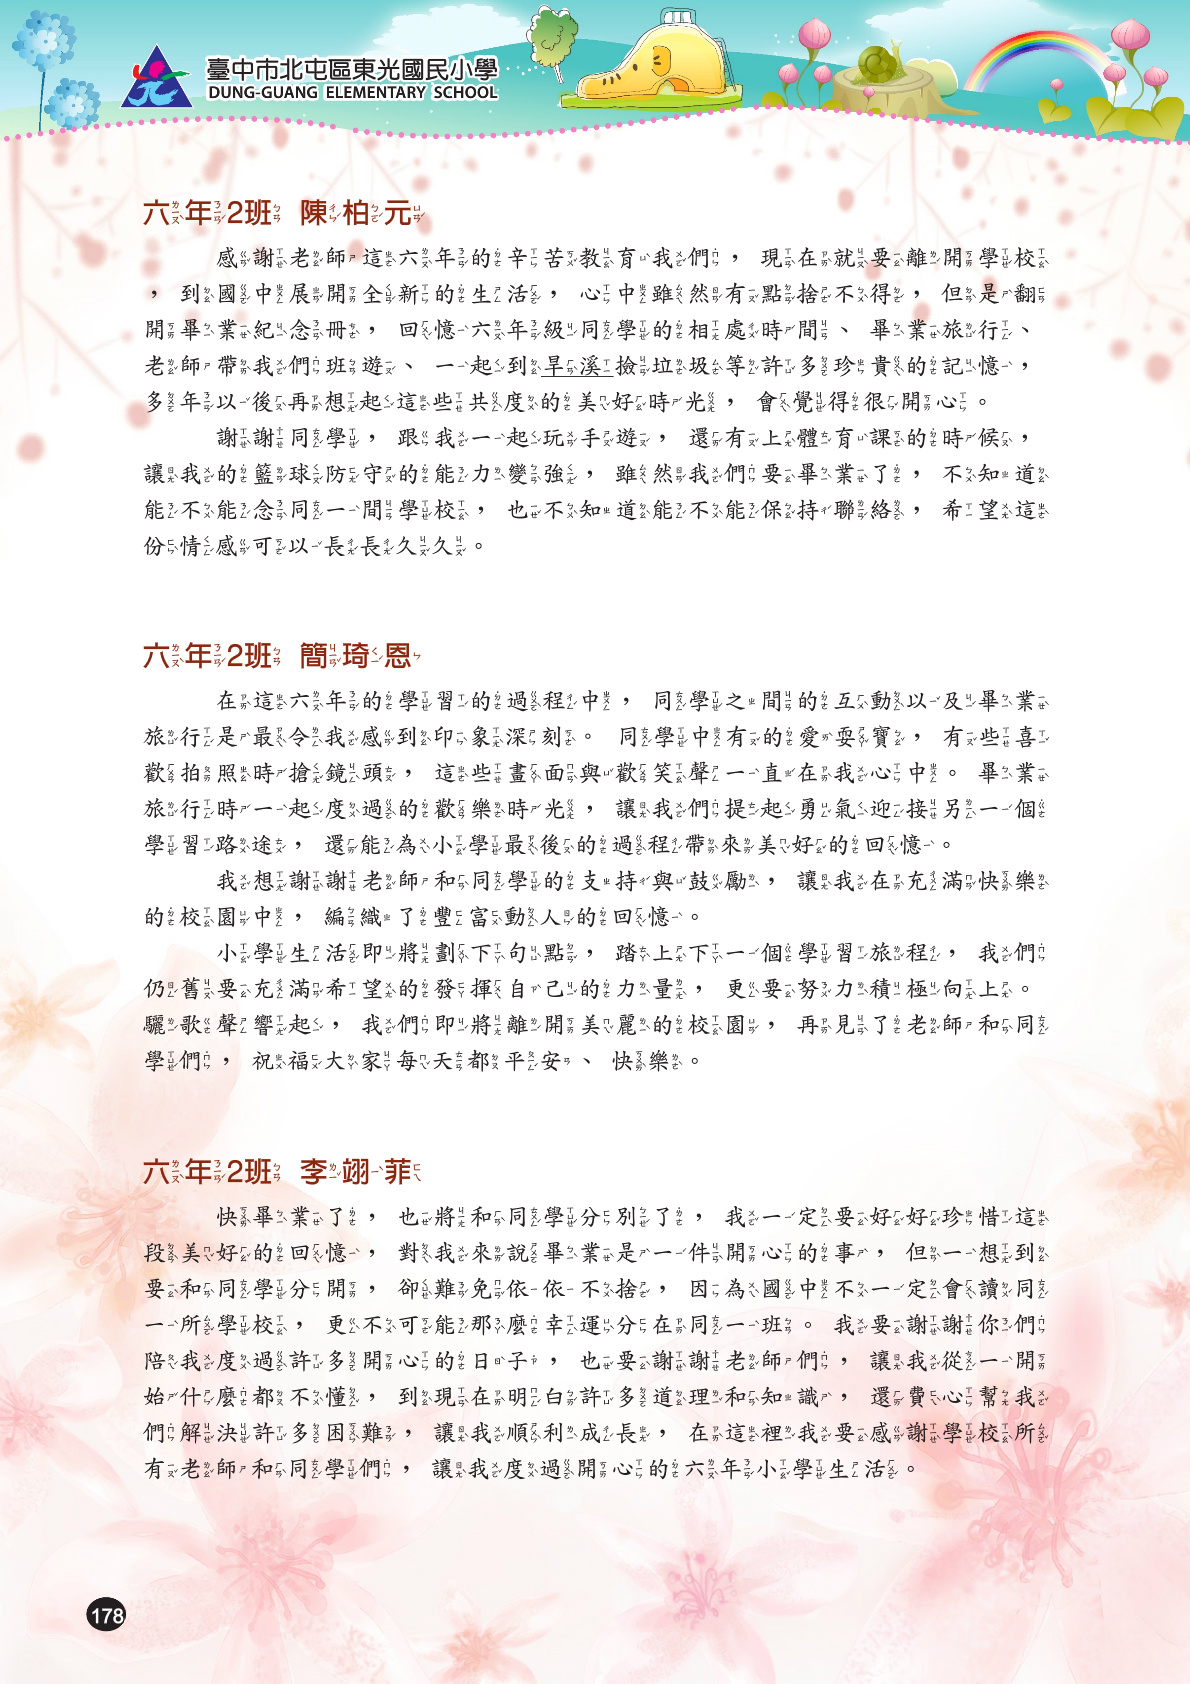 臺中市北屯區東光國民小學
DUNG-GUANG ELEMENTARY SCHOOL
六年2班 陳柏元
感謝老師這六年的辛苦教育我們，現在就要離開學校
，到國中展開全新的生活，心中雖然有點捨不得，但是翻
開畢業紀念冊，回憶六年級同學的相處時間、畢業旅行、
老師帶我們班遊、一起到旱溪撿垃圾等許多珍貴的記憶，
多年以後再想起這些共度的美好時光，會覺得很開心。
謝謝同學，跟我一起玩手遊，還有上體育課的時候，
讓我的籃球防守的能力變強，雖然我們要畢業了，不知道
能不能念同一間學校，也不知道能不能保持聯絡，希望這
份情感可以長長久久。
六年2班 簡琦恩
在這六年的學習的過程中，同學之間的互動以及畢業
旅行是最令我感到印象深刻。同學中有的愛耍寶，有些喜
歡拍照時搶鏡頭，這些畫面與歡笑聲一直在我心中。畢業
旅行時一起度過的歡樂時光，讓我們提起勇氣迎接另一個
學習路途，還能為小學最後的過程帶來美好的回憶。
我想謝謝老師和同學的支持與鼓勵，讓我在充滿快樂
的校園中，編織了豐富動人的回憶。
小學生活即將劃下句點，踏上下一個學習旅程，我們
仍舊要充滿希望的發揮自己的力量，更要努力積極向上。
驪歌聲響起，我們即將離開美麗的校園，再見了老師和同
學們，祝福大家每天都平安、快樂。
六年2班 李翊菲
快畢業了，也將和同學分別了，我一定要好好珍惜這
段美好的回憶，對我來說畢業是一件開心的事，但一想到
要和同學分開，卻難免依依不捨，因為國中不一定會讀同
一所學校，更不可能那麼幸運分在同一班。我要謝謝你們
陪我度過許多開心的日子，也要謝謝老師們，讓我從一開
始什麼都不懂，到現在明白許多道理和知識，還費心幫我
們解決許多困難，讓我順利成長，在這裡我要感謝學校所
有老師和同學們，讓我度過開心的六年小學生活。
178